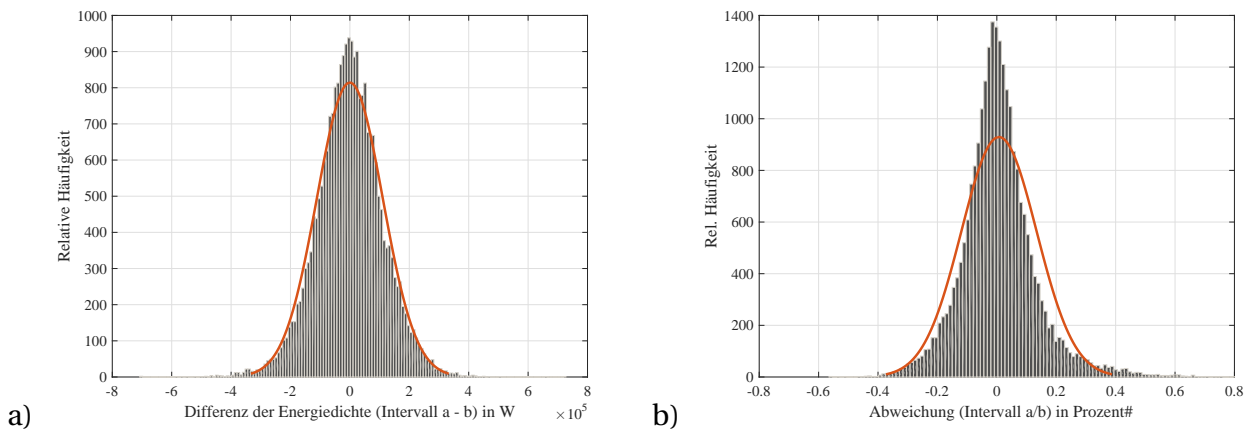 a)
Relative Häufigkeit
1000
900
800
700
600
500
400
300
200
100
0
-8 -6 -4 -2 0 2 4 6 8
×10⁵
Differenz der Energiedichte (Intervall a - b) in W
b)
Rel. Häufigkeit
1400
1200
1000
800
600
400
200
0
-0.8 -0.6 -0.4 -0.2 0 0.2 0.4 0.6 0.8
Abweichung (Intervall a/b) in Prozent#